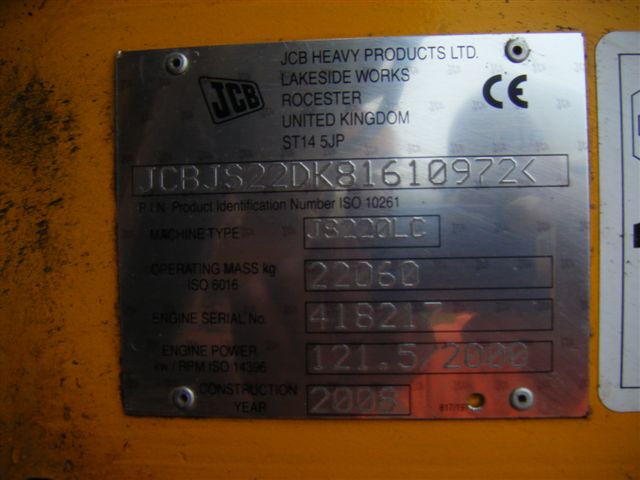 JCB HEAVY PRODUCTS LTD.
LAKESIDE WORKS
ROCESTER
UNITED KINGDOM
ST14 5JP
JCB
CE
JCBJS22DK81610972<
P.I.N. Product Identification Number ISO 10261
MACHINE TYPE JS220LC
OPERATING MASS kg 22060
ISO 6016
ENGINE SERIAL No. 418217
ENGINE POWER 121.5/2000
kw / RPM ISO 14396
CONSTRUCTION 2008
YEAR